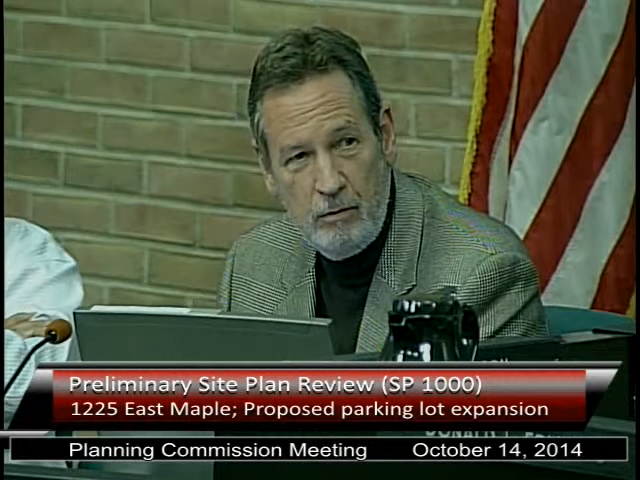 Preliminary Site Plan Review (SP 1000)
1225 East Maple; Proposed parking lot expansion
DONALD
Planning Commission Meeting October 14, 2014